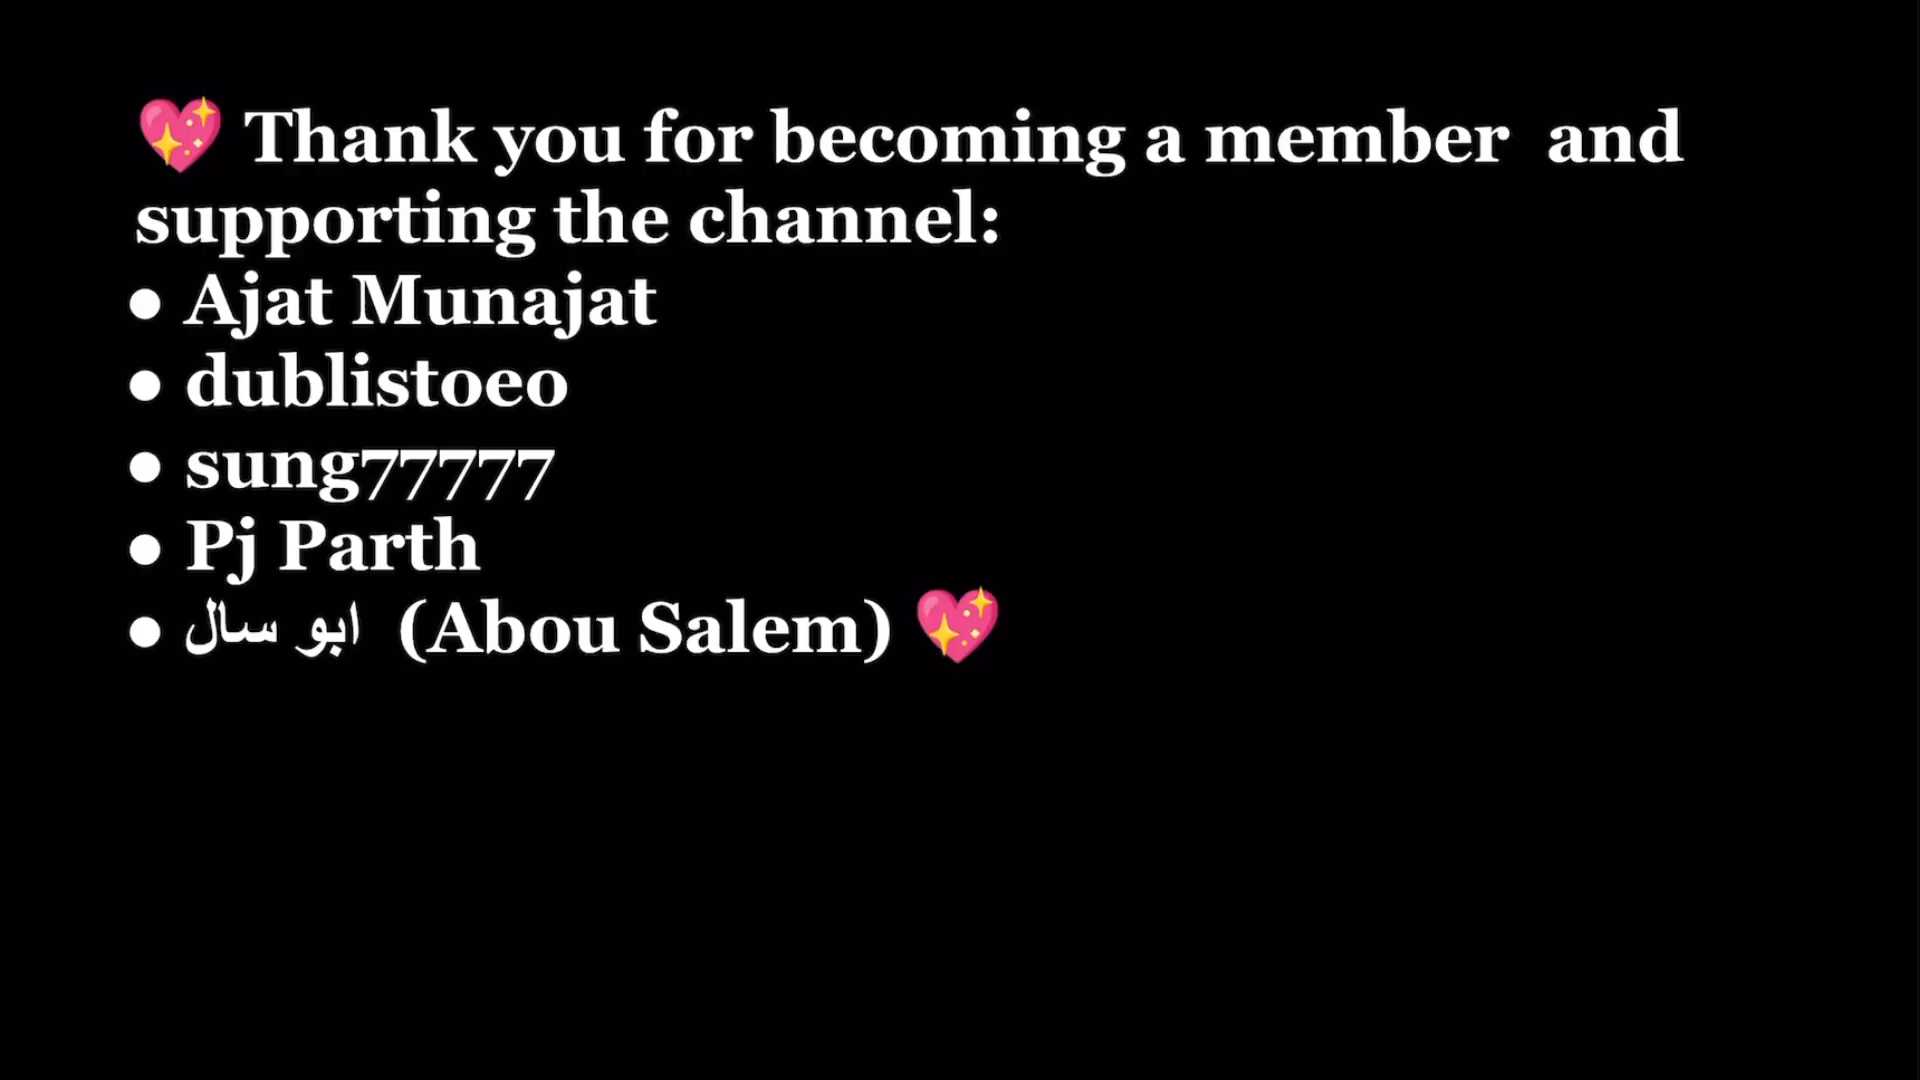 💖 Thank you for becoming a member  and
supporting the channel:
● Ajat Munajat
● dublistoeo
● sung77777
● Pj Parth
● ابو سال  (Abou Salem) 💖